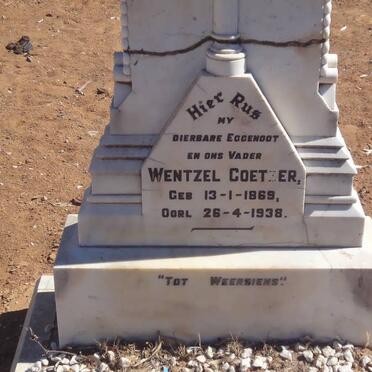 Hier Rus
MY
DIERBARE EGGENOOT
EN ONS VADER
WENTZEL COETZER,
GEB 13-1-1869,
OORL 26-4-1938.
"TOT WEERSIENS."